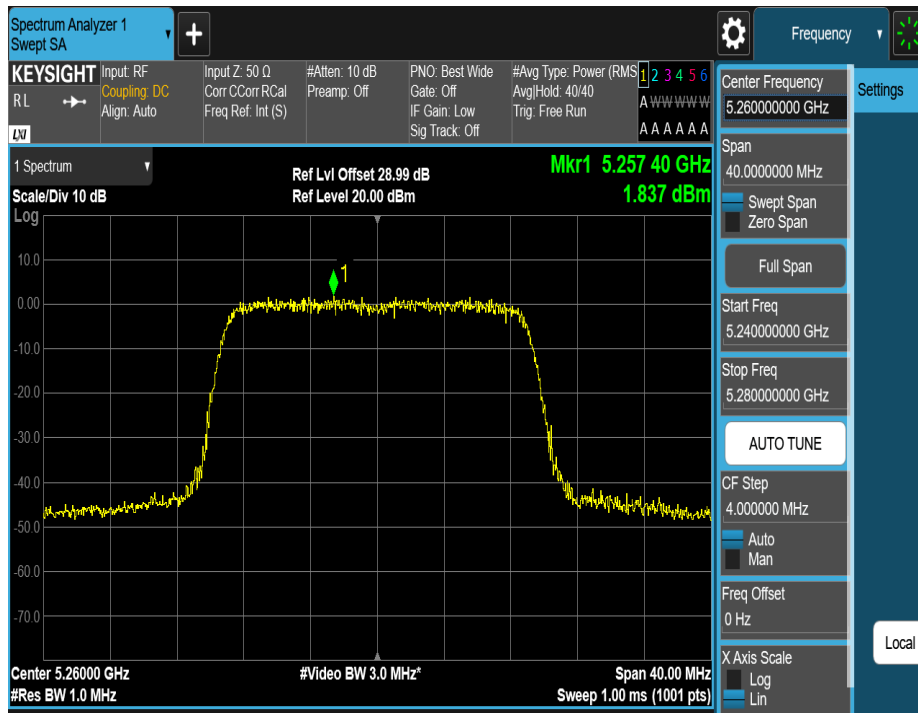 Spectrum Analyzer 1
Swept SA
+
Frequency
KEYSIGHT
RL
LXI
Input: RF
Coupling: DC
Align: Auto
Input Z: 50 Ω
Corr CCorr RCal
Freq Ref: Int (S)
#Atten: 10 dB
Preamp: Off
PNO: Best Wide
Gate: Off
IF Gain: Low
Sig Track: Off
#Avg Type: Power (RMS
Avg|Hold: 40/40
Trig: Free Run
1 2 3 4 5 6
A W W W W W
A A A A A A
1 Spectrum
Scale/Div 10 dB
Log
Ref Lvl Offset 28.99 dB
Ref Level 20.00 dBm
Mkr1 5.257 40 GHz
1.837 dBm
1
10.0
0.00
-10.0
-20.0
-30.0
-40.0
-50.0
-60.0
-70.0
Center 5.26000 GHz
#Res BW 1.0 MHz
#Video BW 3.0 MHz*
Span 40.00 MHz
Sweep 1.00 ms (1001 pts)
Center Frequency
5.260000000 GHz
Span
40.0000000 MHz
Swept Span
Zero Span
Full Span
Start Freq
5.240000000 GHz
Stop Freq
5.280000000 GHz
AUTO TUNE
CF Step
4.000000 MHz
Auto
Man
Freq Offset
0 Hz
X Axis Scale
Log
Lin
Settings
Local